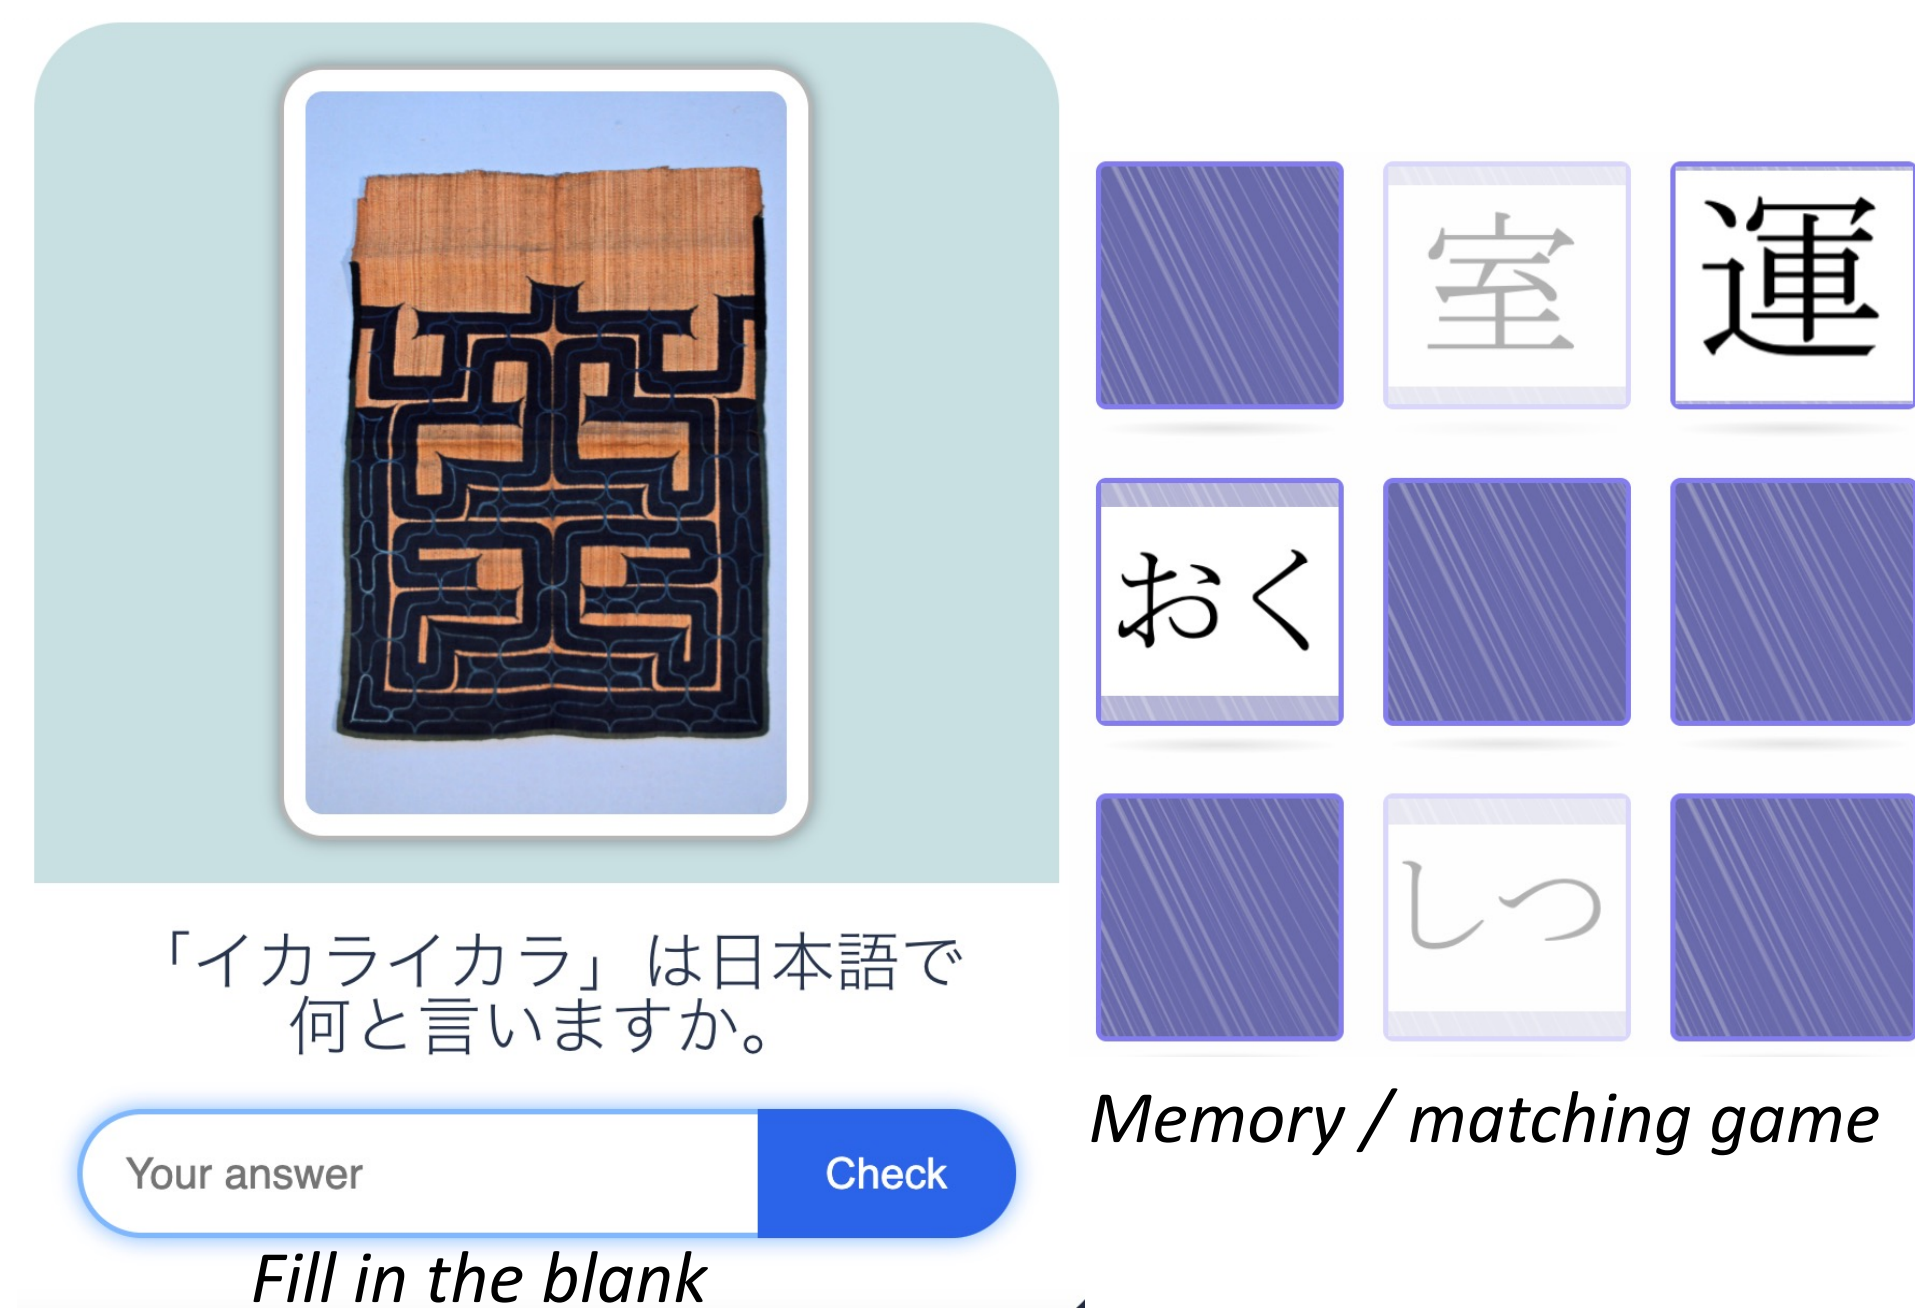 「イカライカラ」は日本語で
何と言いますか。
Your answer
Check
Fill in the blank
室
運
おく
しつ
Memory / matching game